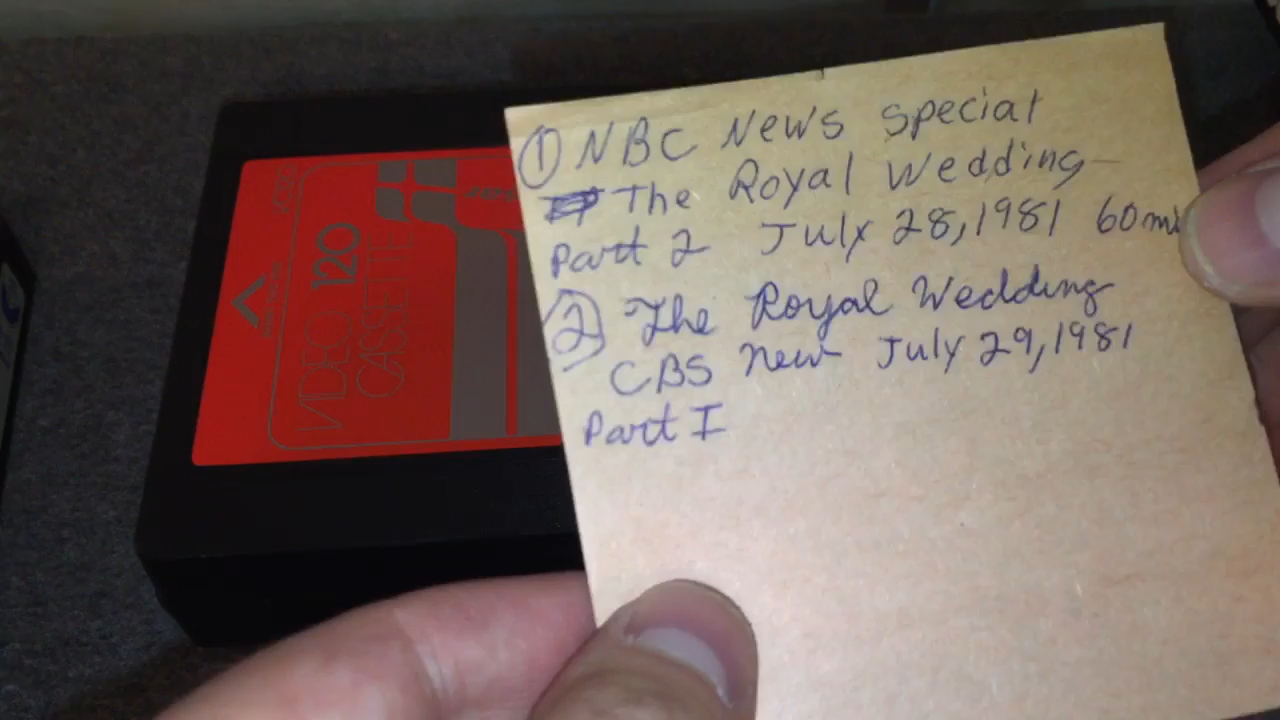 ① NBC News Special
The Royal Wedding
Part 2 July 28, 1981 60 mi
② The Royal Wedding
CBS New July 29, 1981
Part I
VIDEO 120
CASSETTE